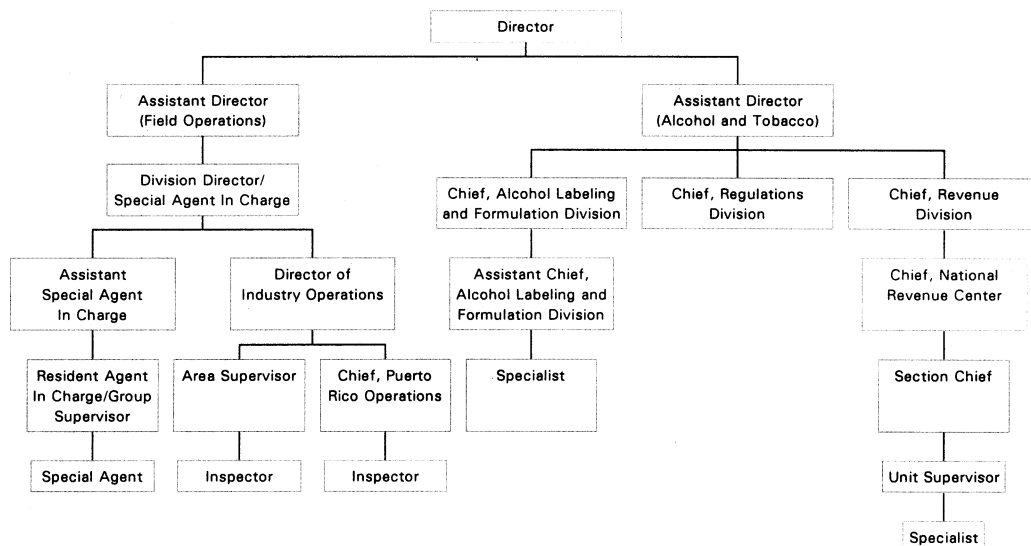 Director
Assistant Director
(Field Operations)
Assistant Director
(Alcohol and Tobacco)
Division Director/
Special Agent In Charge
Chief, Alcohol Labeling
and Formulation Division
Chief, Regulations
Division
Chief, Revenue
Division
Assistant
Special Agent
In Charge
Director of
Industry Operations
Assistant Chief,
Alcohol Labeling and
Formulation Division
Chief, National
Revenue Center
Resident Agent
In Charge/Group
Supervisor
Area Supervisor
Chief, Puerto
Rico Operations
Specialist
Section Chief
Special Agent
Inspector
Inspector
Unit Supervisor
Specialist